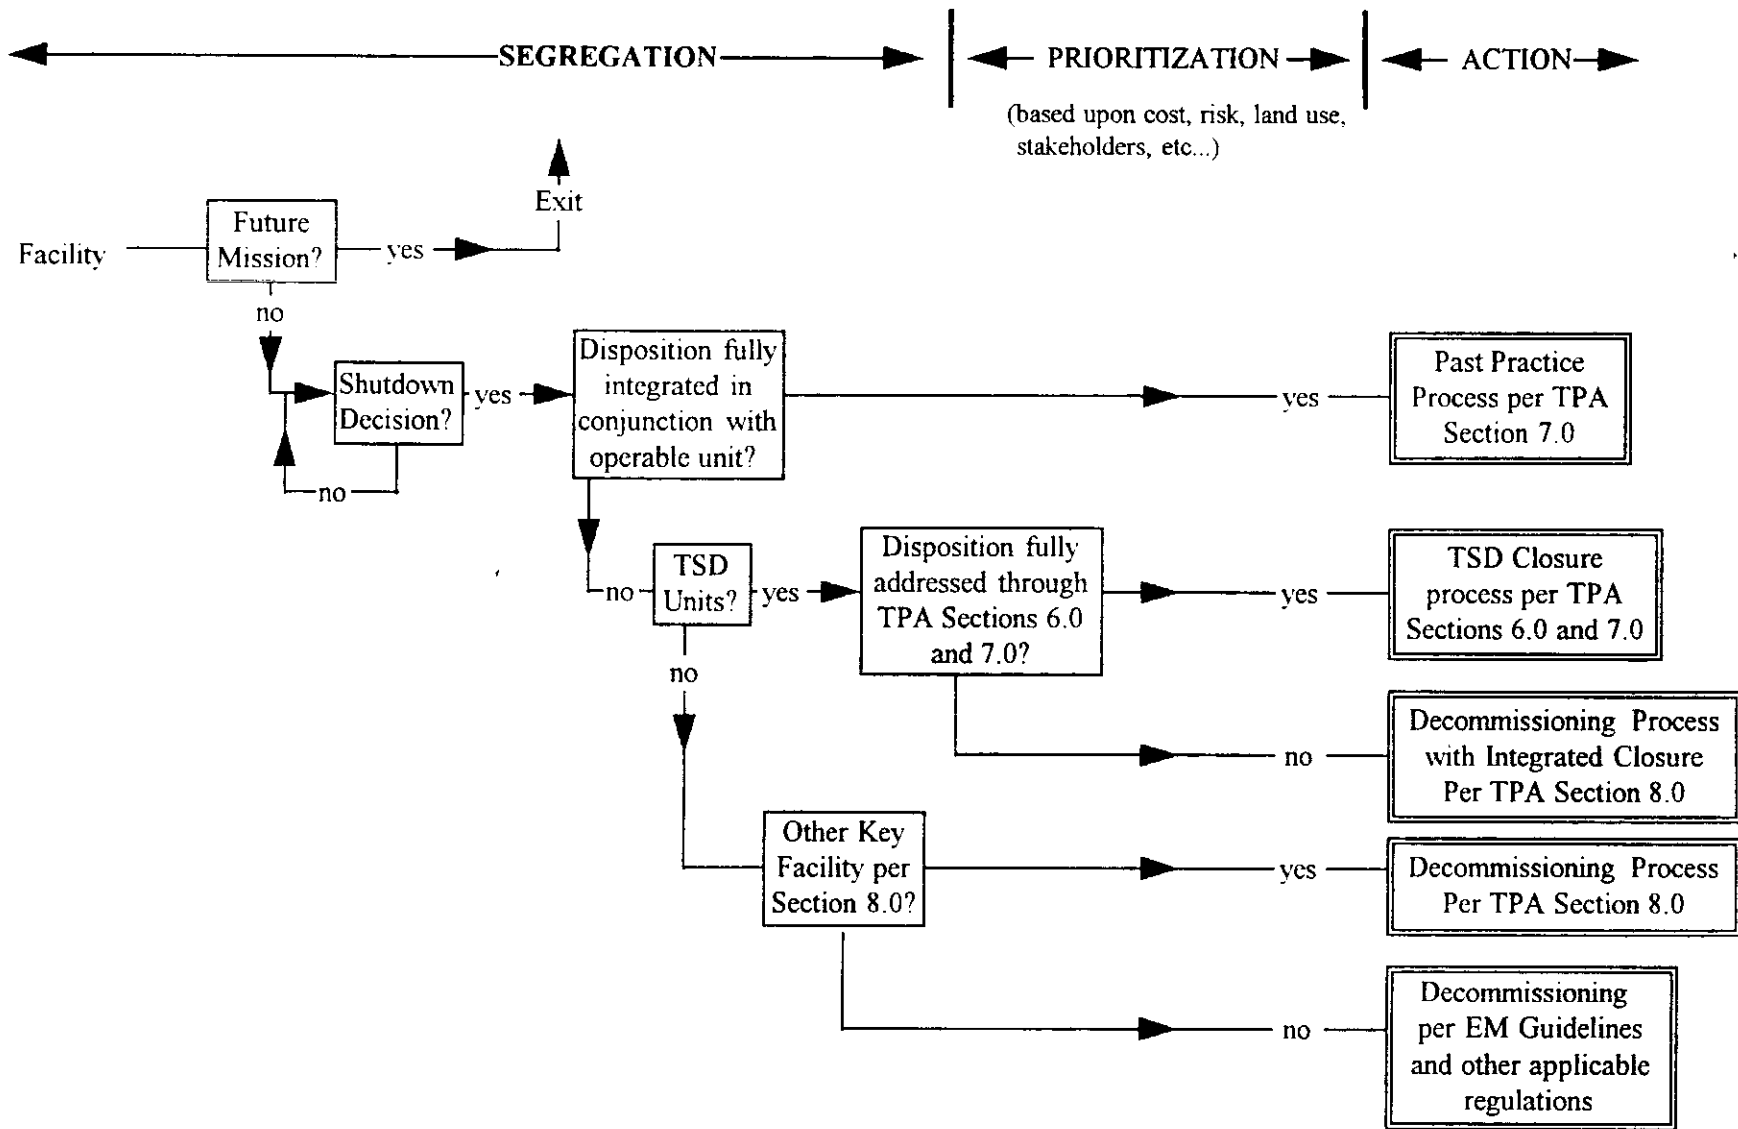 SEGREGATION
PRIORITIZATION
ACTION
(based upon cost, risk, land use,
stakeholders, etc...)
Exit
Facility
Future
Mission?
yes
no
Shutdown
Decision?
yes
no
Disposition fully
integrated in
conjunction with
operable unit?
yes
Past Practice
Process per TPA
Section 7.0
no
TSD
Units?
yes
Disposition fully
addressed through
TPA Sections 6.0
and 7.0?
yes
TSD Closure
process per TPA
Sections 6.0 and 7.0
no
no
Decommissioning Process
with Integrated Closure
Per TPA Section 8.0
Other Key
Facility per
Section 8.0?
yes
Decommissioning Process
Per TPA Section 8.0
no
Decommissioning
per EM Guidelines
and other applicable
regulations